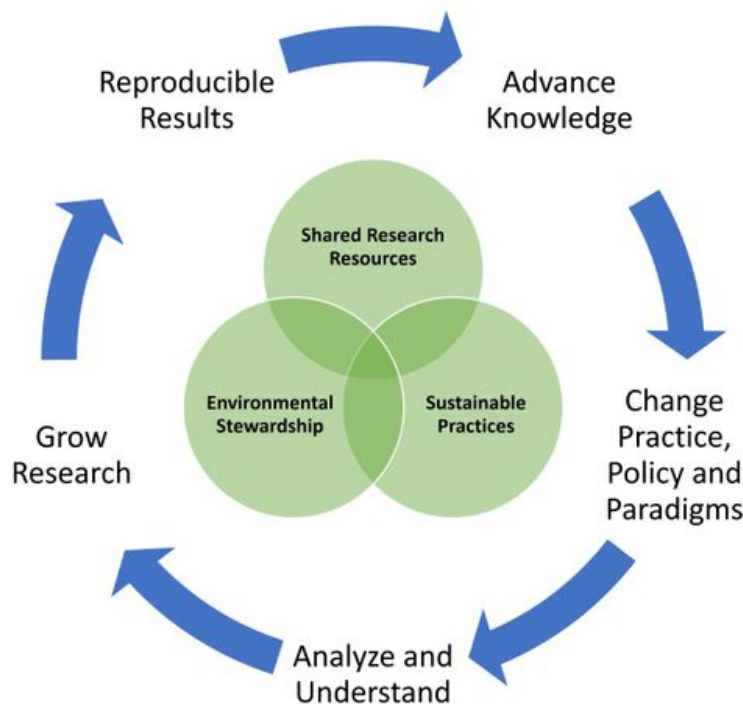 Reproducible
Results
Advance
Knowledge
Shared Research
Resources
Environmental
Stewardship
Sustainable
Practices
Grow
Research
Change
Practice,
Policy and
Paradigms
Analyze and
Understand